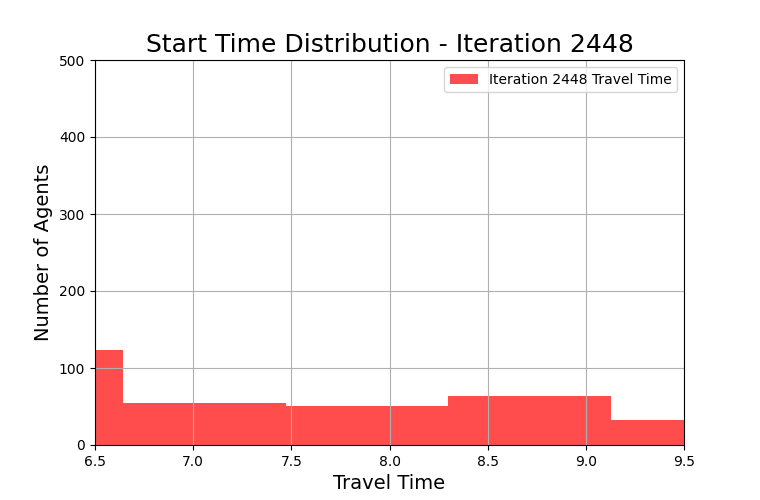 Start Time Distribution - Iteration 2448
Iteration 2448 Travel Time
Number of Agents
500
400
300
200
100
0
6.5 7.0 7.5 8.0 8.5 9.0 9.5
Travel Time